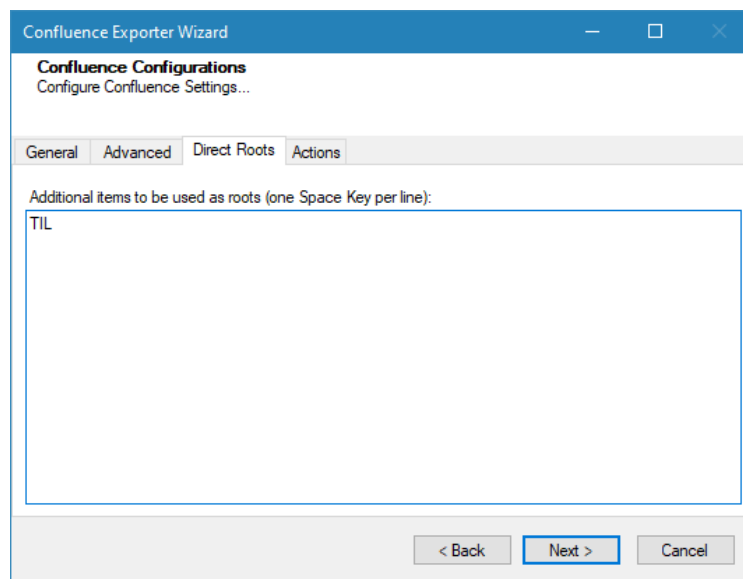 Confluence Exporter Wizard
Confluence Configurations
Configure Confluence Settings...
General Advanced Direct Roots Actions
Additional items to be used as roots (one Space Key per line):
TIL
< Back Next > Cancel